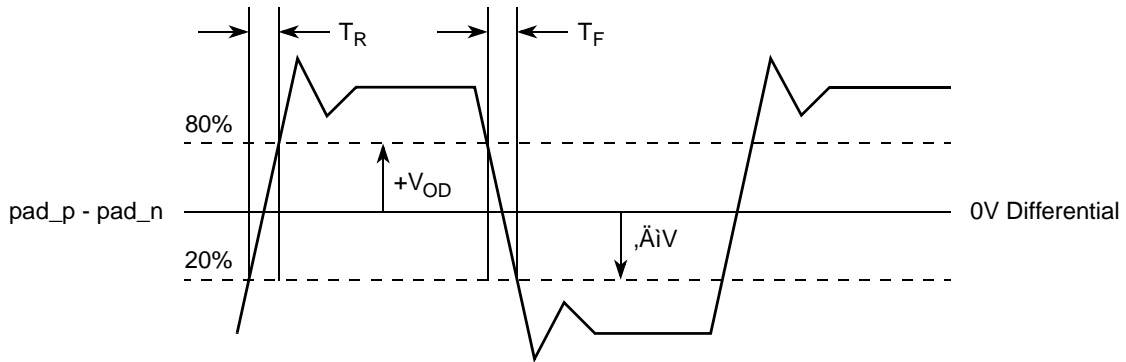 T_R
T_F
80%
+V_OD
pad_p - pad_n
0V Differential
‚ÄìV
20%